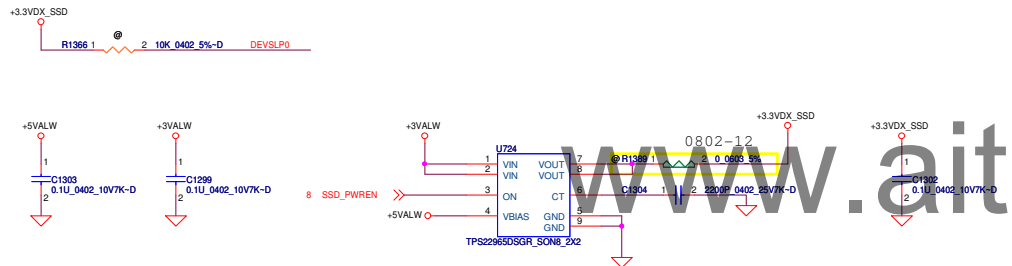 +3.3VDX_SSD
@
R1366 1 2 10K_0402_5%~D DEVSLP0
+5VALW
1
C1303
0.1U_0402_10V7K~D
2
+3VALW
1
C1299
0.1U_0402_10V7K~D
2
+3VALW
U724
1 VIN VOUT 7
2 VIN VOUT 8
8 SSD_PWREN 3 ON CT 6
+5VALW 4 VBIAS GND 5
GND 9
TPS22965DSGR_SON8_2X2
+3.3VDX_SSD
0802-12
@ R1389 1 2 0_0603_5%
C1304 1 2 2200P_0402_25V7K~D
+3.3VDX_SSD
1
C1302
0.1U_0402_10V7K~D
2
www.ait